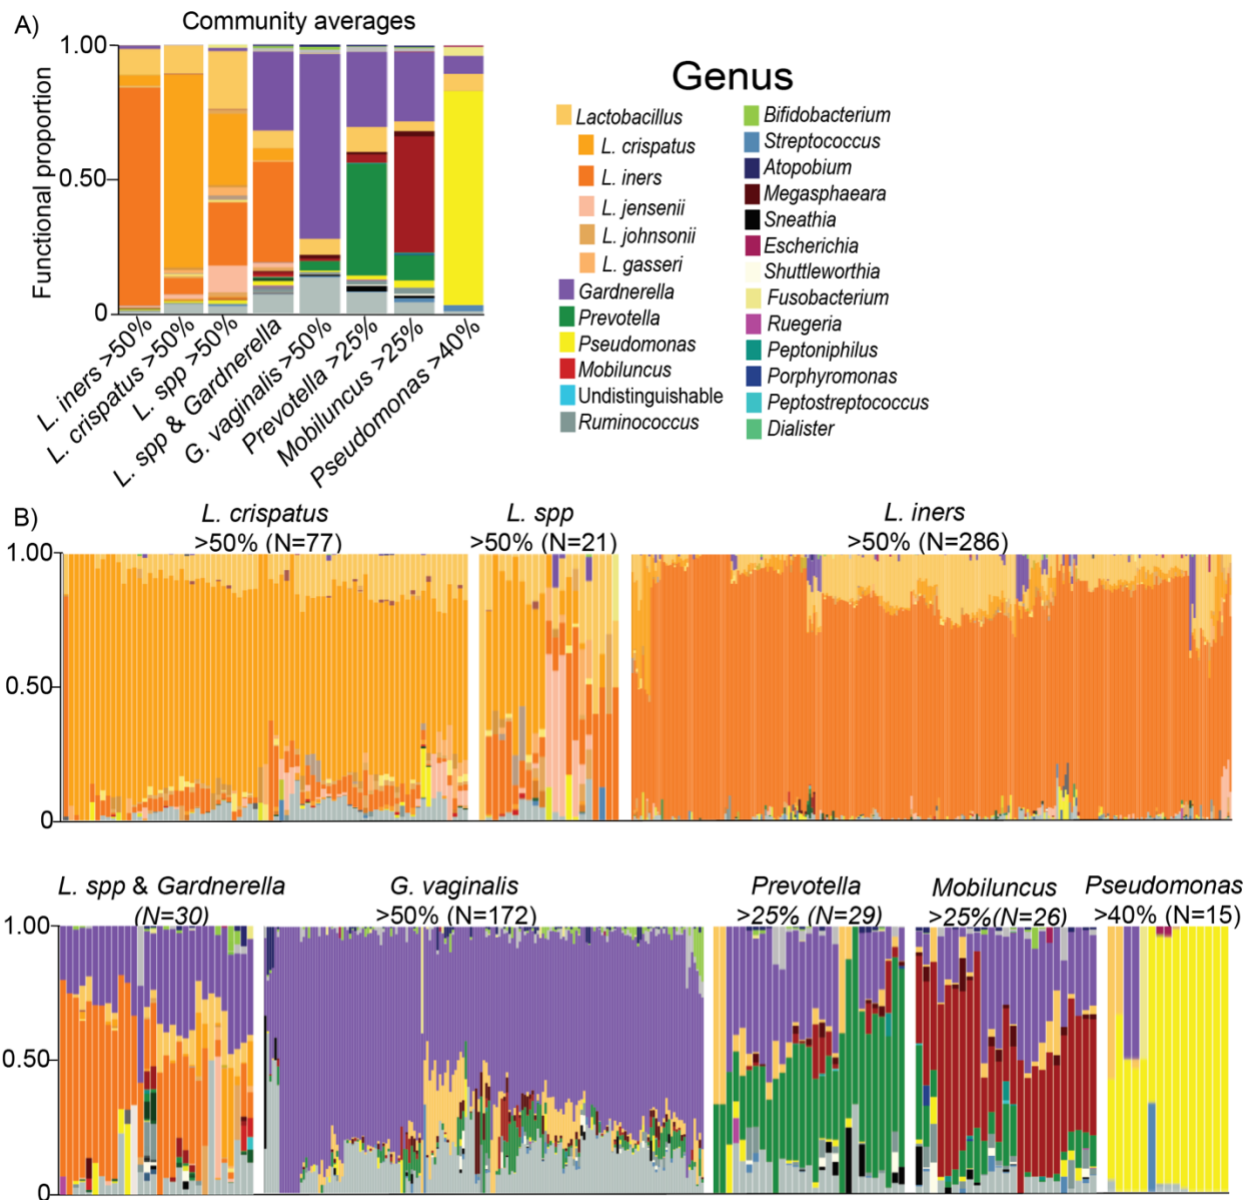 A)
Community averages
Functional proportion
1.00
0.50
0
L. iners >50%
L. crispatus >50%
L. spp >50%
L. spp & Gardnerella
G. vaginalis >50%
Prevotella >25%
Mobiluncus >25%
Pseudomonas >40%
Genus
Lactobacillus
L. crispatus
L. iners
L. jensenii
L. johnsonii
L. gasseri
Gardnerella
Prevotella
Pseudomonas
Mobiluncus
Undistinguishable
Ruminococcus
Bifidobacterium
Streptococcus
Atopobium
Megasphaeara
Sneathia
Escherichia
Shuttleworthia
Fusobacterium
Ruegeria
Peptoniphilus
Porphyromonas
Peptostreptococcus
Dialister
B)
L. crispatus
>50% (N=77)
L. spp
>50% (N=21)
L. iners
>50% (N=286)
1.00
0.50
0
L. spp & Gardnerella
(N=30)
G. vaginalis
>50% (N=172)
Prevotella
>25% (N=29)
Mobiluncus
>25%(N=26)
Pseudomonas
>40% (N=15)
1.00
0.50
0